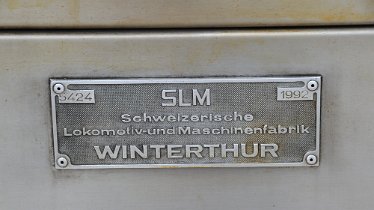 5424 SLM 1992
Schweizerische
Lokomotiv-und Maschinenfabrik
WINTERTHUR